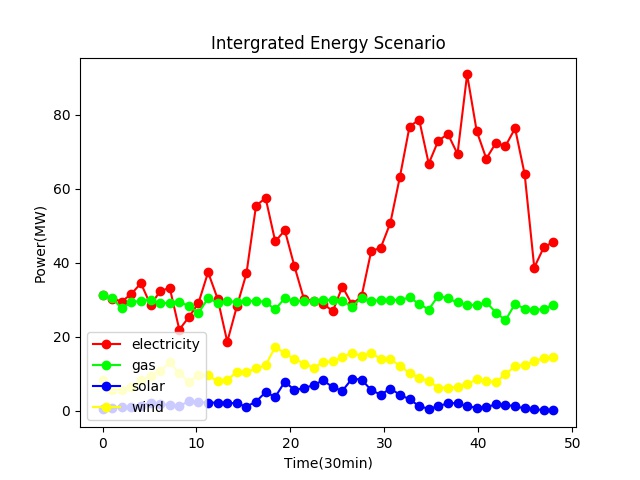 Intergrated Energy Scenario
Power(MW)
80
60
40
20
0
electricity
gas
solar
wind
0 10 20 30 40 50
Time(30min)